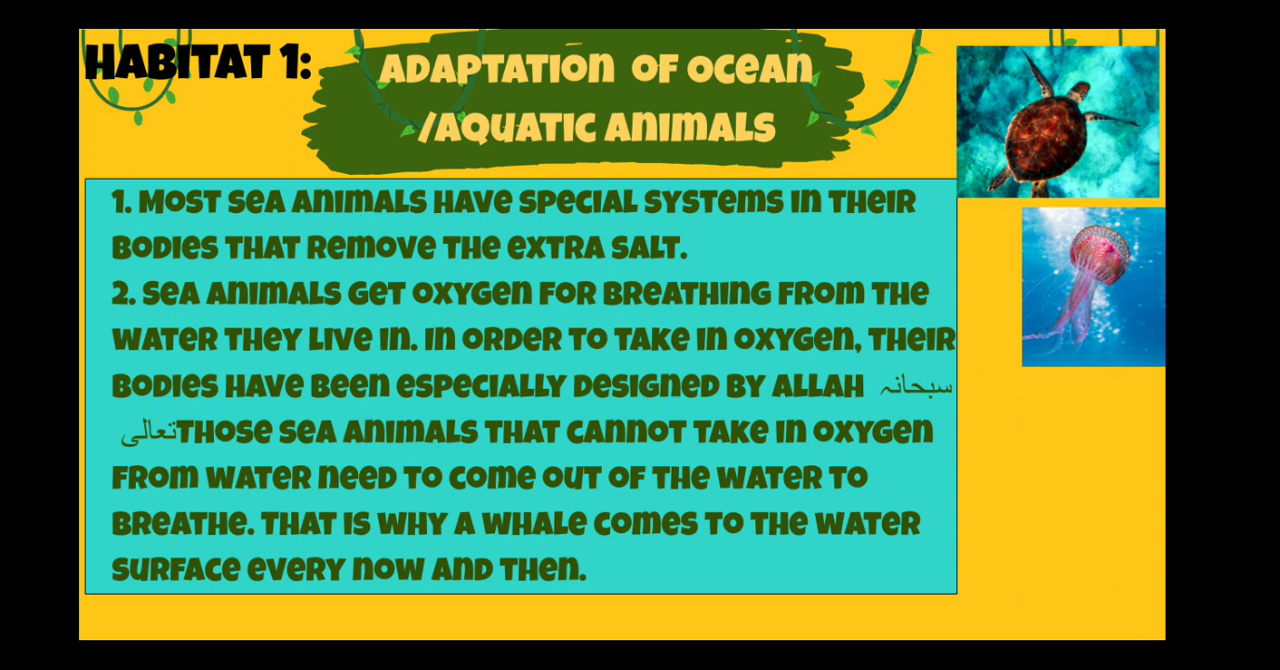 HABITAT 1:
ADAPTATION OF OCEAN
/AQUATIC ANIMALS
1. MOST SEA ANIMALS HAVE SPECIAL SYSTEMS IN THEIR
BODIES THAT REMOVE THE EXTRA SALT.
2. SEA ANIMALS GET OXYGEN FOR BREATHING FROM THE
WATER THEY LIVE IN. IN ORDER TO TAKE IN OXYGEN, THEIR
BODIES HAVE BEEN ESPECIALLY DESIGNED BY ALLAH سبحانہ
تعالی THOSE SEA ANIMALS THAT CANNOT TAKE IN OXYGEN
FROM WATER NEED TO COME OUT OF THE WATER TO
BREATHE. THAT IS WHY A WHALE COMES TO THE WATER
SURFACE EVERY NOW AND THEN.